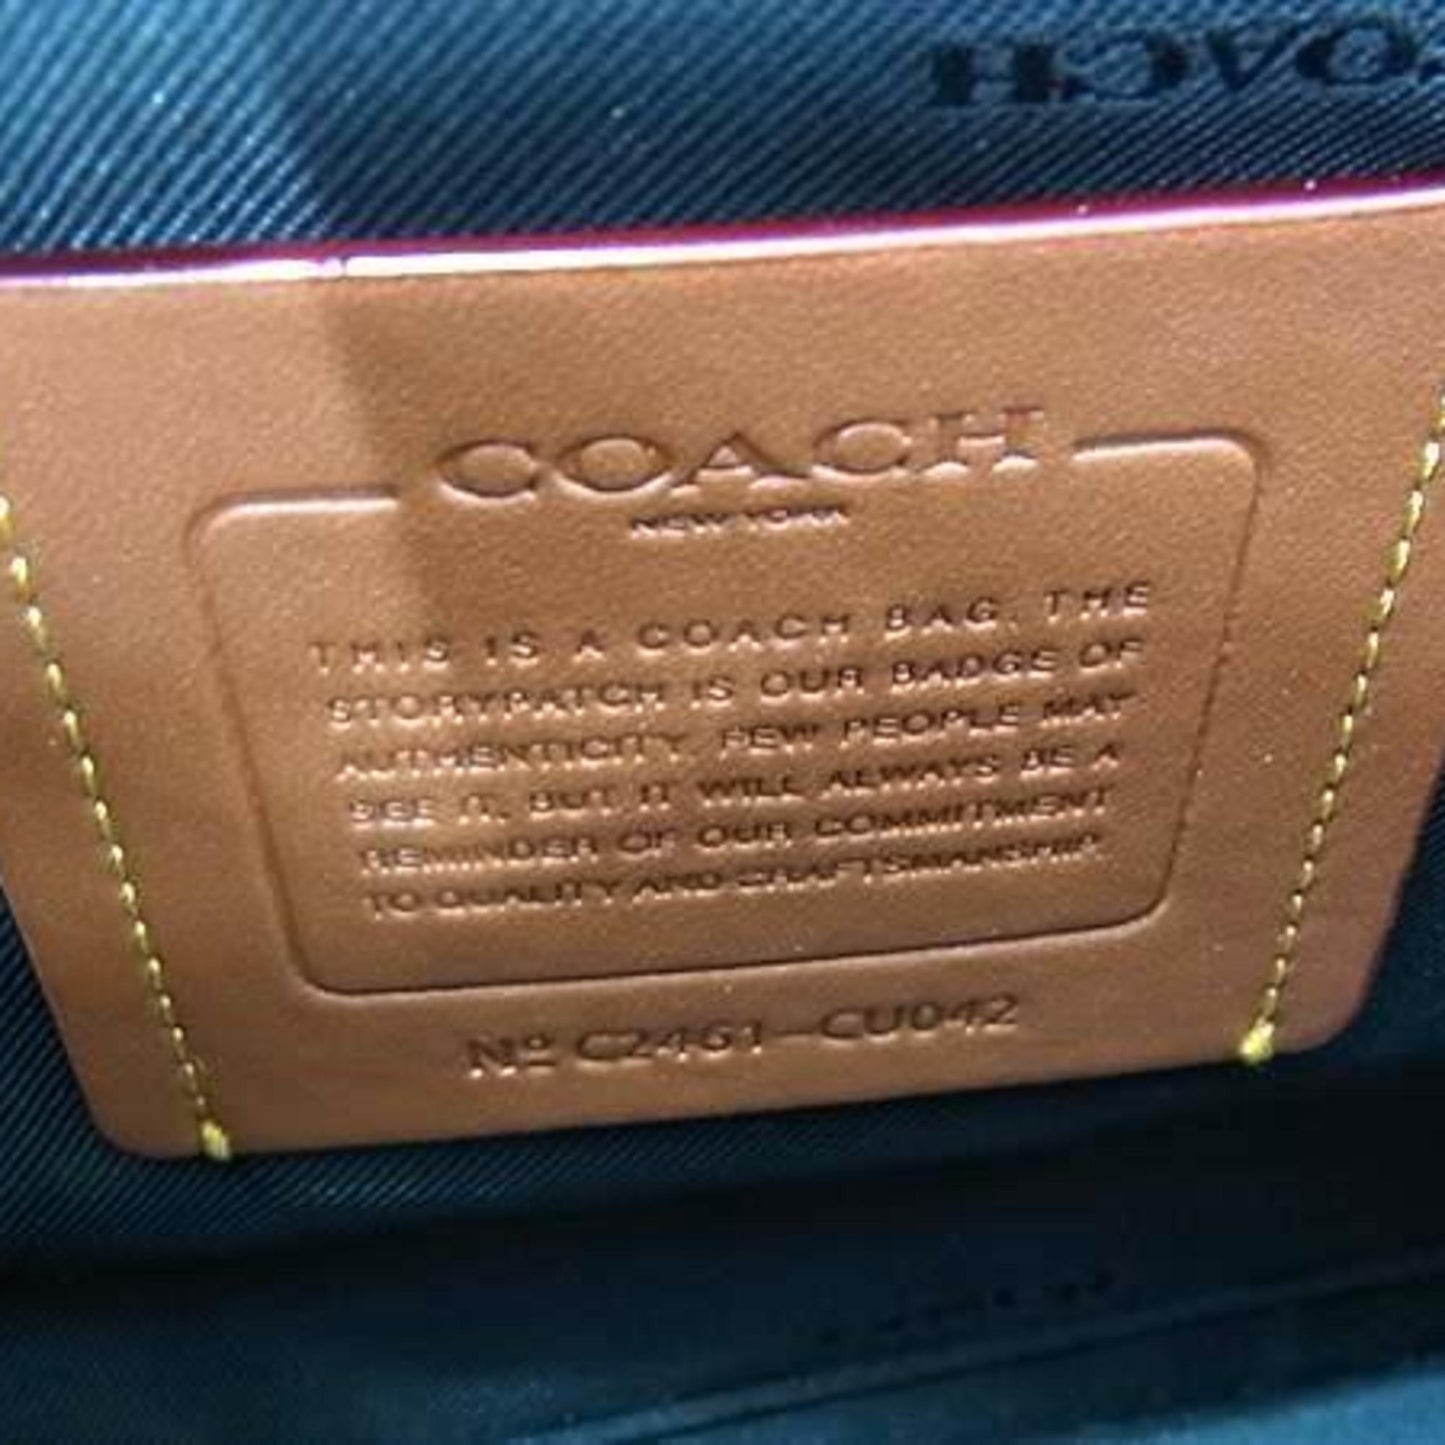 COACH
COACH
NEW YORK
THIS IS A COACH BAG. THE
STORYPATCH IS OUR BADGE OF
AUTHENTICITY. FEW PEOPLE MAY
SEE IT, BUT IT WILL ALWAYS BE A
REMINDER OF OUR COMMITMENT
TO QUALITY AND CRAFTSMANSHIP.
Nº C2461-CU042